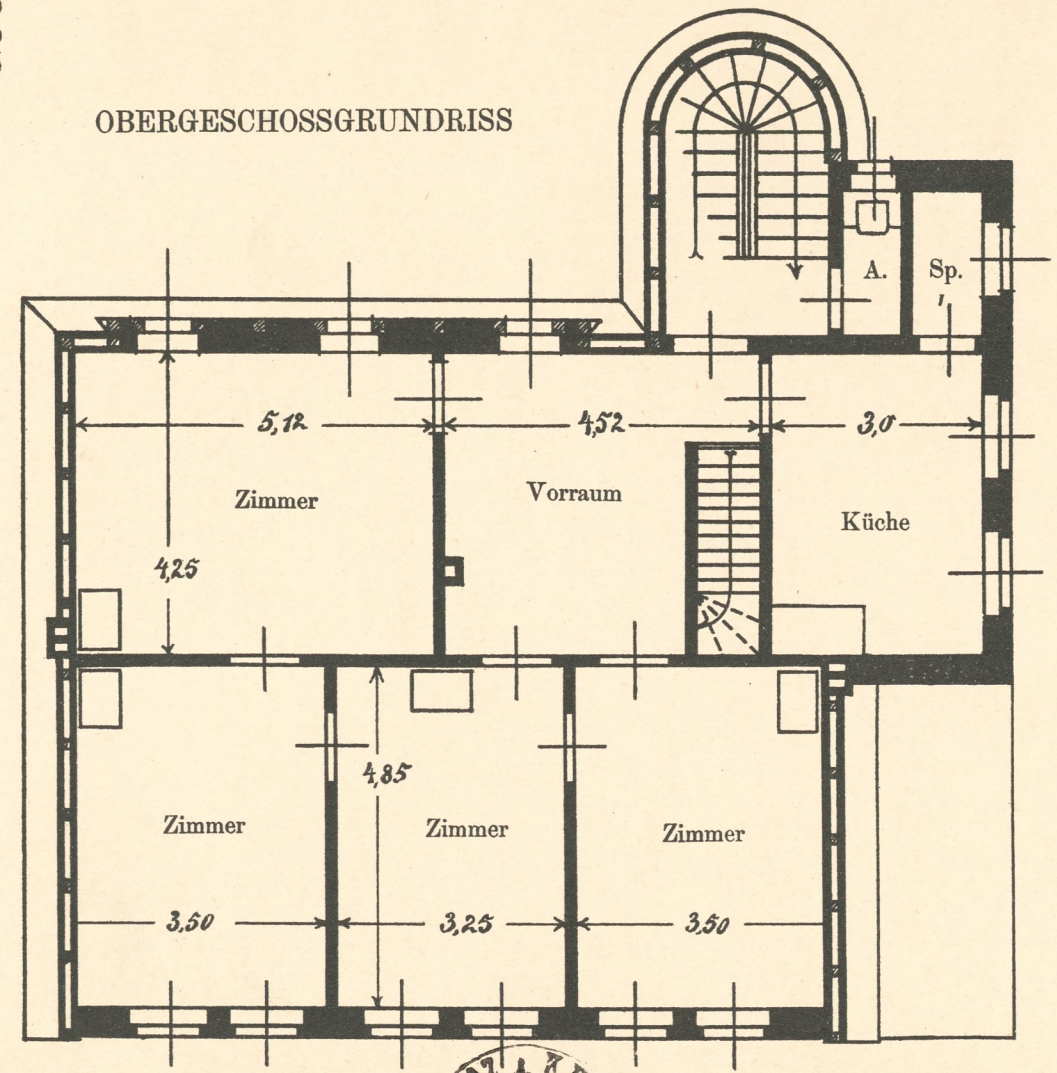 OBERGESCHOSSGRUNDRISS
A.
Sp.
5,12
4,52
3,0
Zimmer
Vorraum
Küche
4,25
4,85
Zimmer
Zimmer
Zimmer
3,50
3,25
3,50